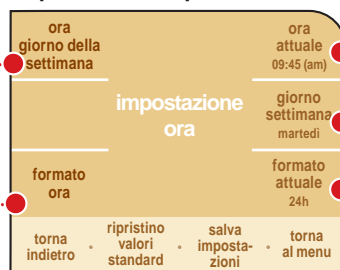 ora
giorno della
settimana
ora
attuale
09:45 (am)
impostazione
ora
giorno
settimana
martedì
formato
ora
formato
attuale
24h
torna
indietro
•
ripristino
valori
standard
•
salva
imposta-
zioni
•
torna
al menu